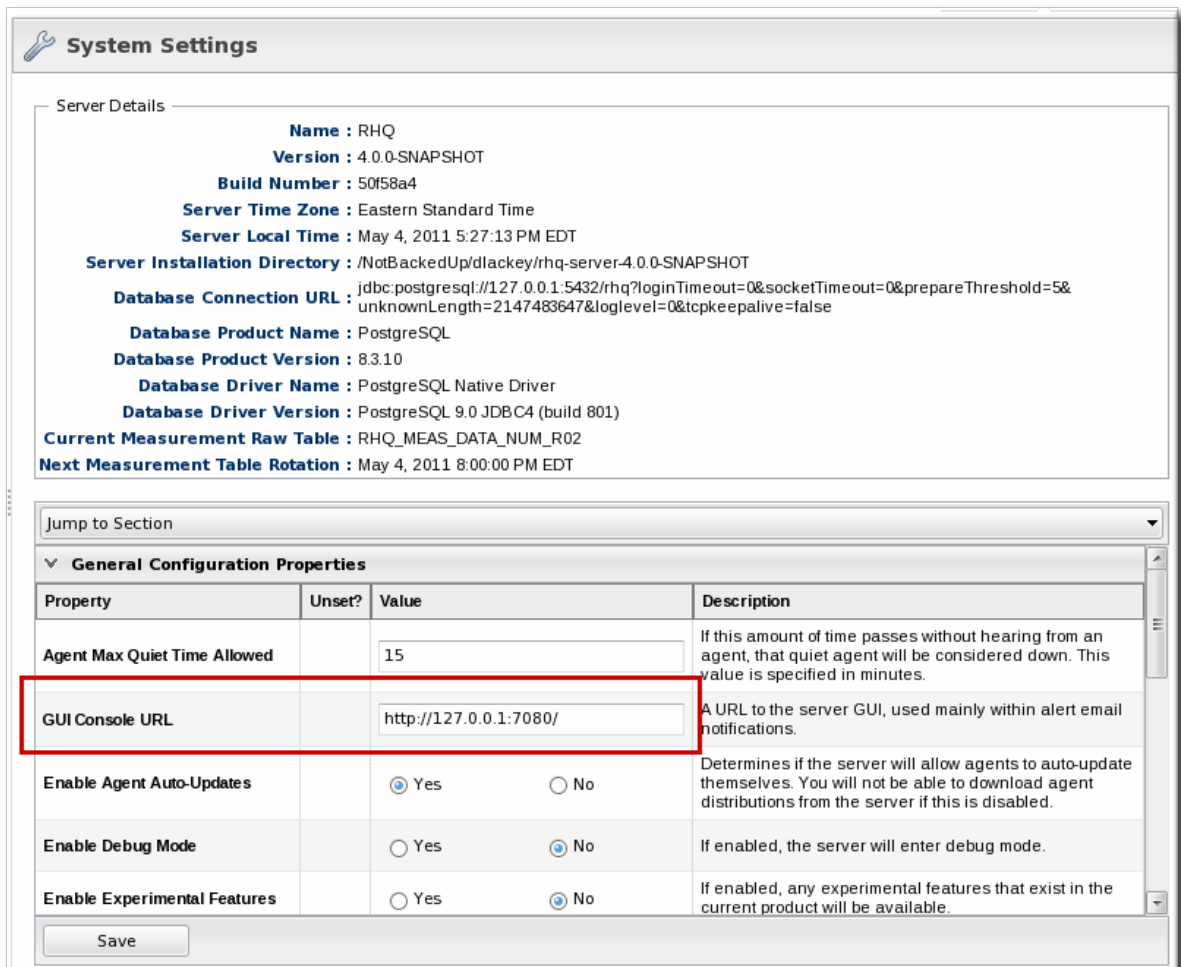 System Settings
Server Details
Name : RHQ
Version : 4.0.0-SNAPSHOT
Build Number : 50f58a4
Server Time Zone : Eastern Standard Time
Server Local Time : May 4, 2011 5:27:13 PM EDT
Server Installation Directory : /NotBackedUp/dlackey/rhq-server-4.0.0-SNAPSHOT
Database Connection URL : jdbc:postgresql://127.0.0.1:5432/rhq?loginTimeout=0&socketTimeout=0&prepareThreshold=5&
unknownLength=2147483647&loglevel=0&tcpkeepalive=false
Database Product Name : PostgreSQL
Database Product Version : 8.3.10
Database Driver Name : PostgreSQL Native Driver
Database Driver Version : PostgreSQL 9.0 JDBC4 (build 801)
Current Measurement Raw Table : RHQ_MEAS_DATA_NUM_R02
Next Measurement Table Rotation : May 4, 2011 8:00:00 PM EDT
Jump to Section
General Configuration Properties
Property Unset? Value Description
Agent Max Quiet Time Allowed 15 If this amount of time passes without hearing from an
agent, that quiet agent will be considered down. This
value is specified in minutes.
GUI Console URL http://127.0.0.1:7080/ A URL to the server GUI, used mainly within alert email
notifications.
Enable Agent Auto-Updates Yes No Determines if the server will allow agents to auto-update
themselves. You will not be able to download agent
distributions from the server if this is disabled.
Enable Debug Mode Yes No If enabled, the server will enter debug mode.
Enable Experimental Features Yes No If enabled, any experimental features that exist in the
current product will be available.
Save